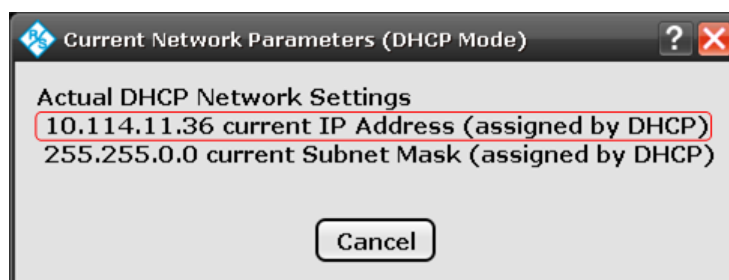 R/S Current Network Parameters (DHCP Mode) ?
Actual DHCP Network Settings
10.114.11.36 current IP Address (assigned by DHCP)
255.255.0.0 current Subnet Mask (assigned by DHCP)
Cancel